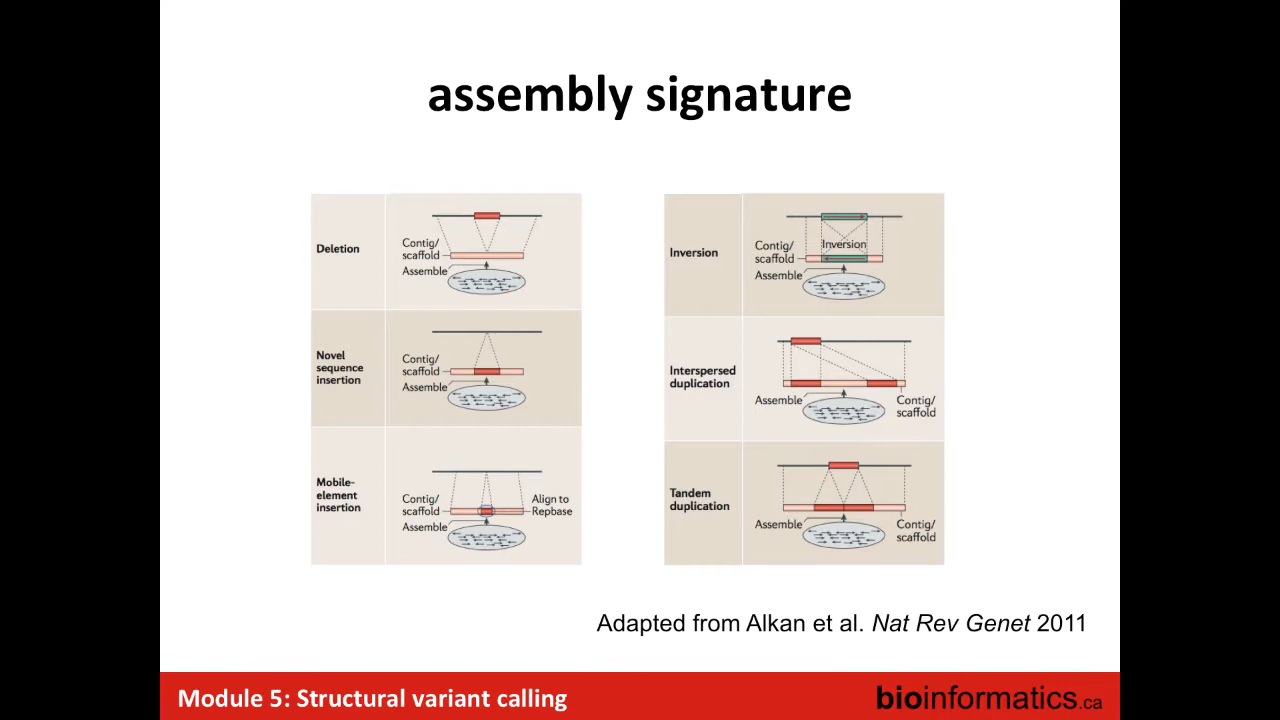 assembly signature
Deletion
Contig/
scaffold
Assemble
Novel
sequence
insertion
Contig/
scaffold
Assemble
Mobile-
element
insertion
Contig/
scaffold
Assemble
Align to
Repbase
Inversion
Inversion
Contig/
scaffold
Assemble
Interspersed
duplication
Assemble
Contig/
scaffold
Tandem
duplication
Assemble
Contig/
scaffold
Adapted from Alkan et al. Nat Rev Genet 2011
Module 5: Structural variant calling
bioinformatics.ca